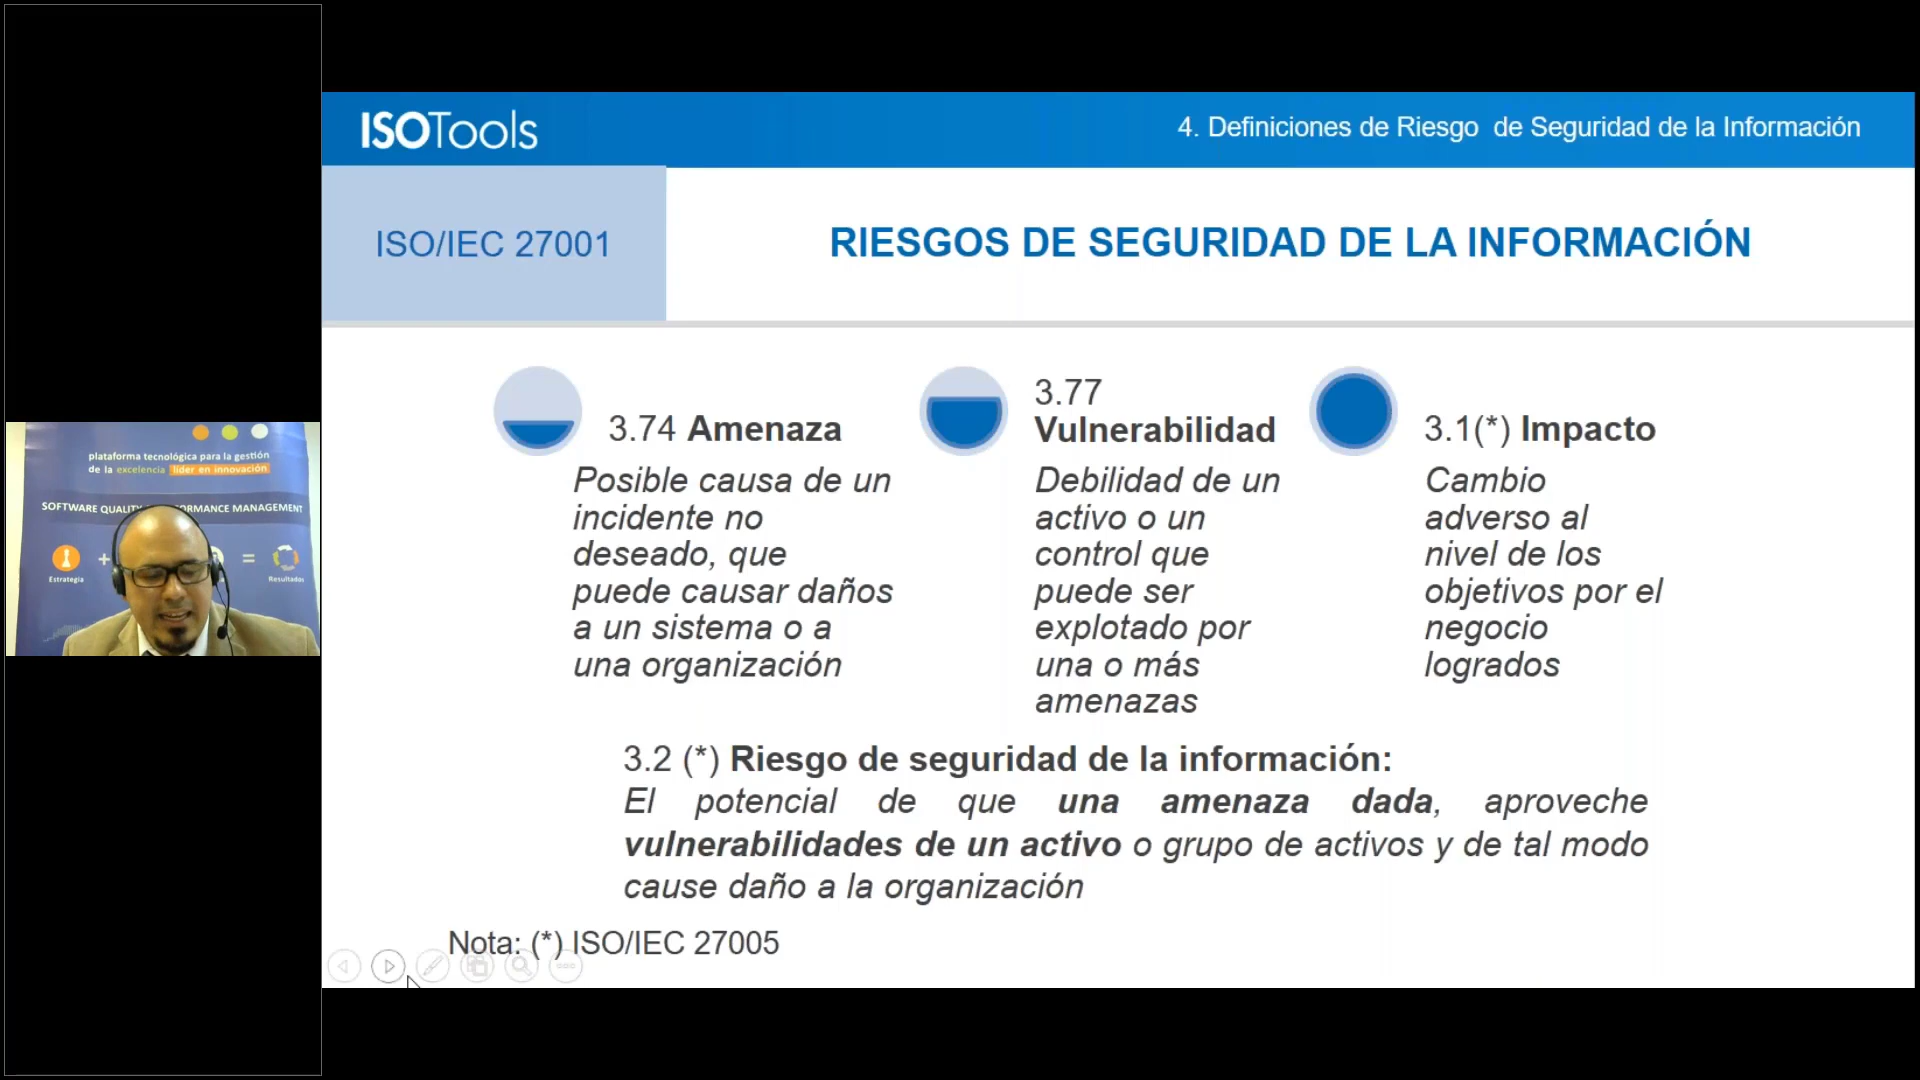 ISOTools
4. Definiciones de Riesgo de Seguridad de la Información
ISO/IEC 27001
RIESGOS DE SEGURIDAD DE LA INFORMACIÓN
3.74 Amenaza
Posible causa de un
incidente no
deseado, que
puede causar daños
a un sistema o a
una organización
3.77
Vulnerabilidad
Debilidad de un
activo o un
control que
puede ser
explotado por
una o más
amenazas
3.1(*) Impacto
Cambio
adverso al
nivel de los
objetivos por el
negocio
logrados
3.2 (*) Riesgo de seguridad de la información:
El potencial de que una amenaza dada, aproveche
vulnerabilidades de un activo o grupo de activos y de tal modo
cause daño a la organización
Nota: (*) ISO/IEC 27005
plataforma tecnológica para la gestión
de la excelencia líder en innovación
SOFTWARE QUALITY PERFORMANCE MANAGEMENT
+ =
Estrategia
Resultados